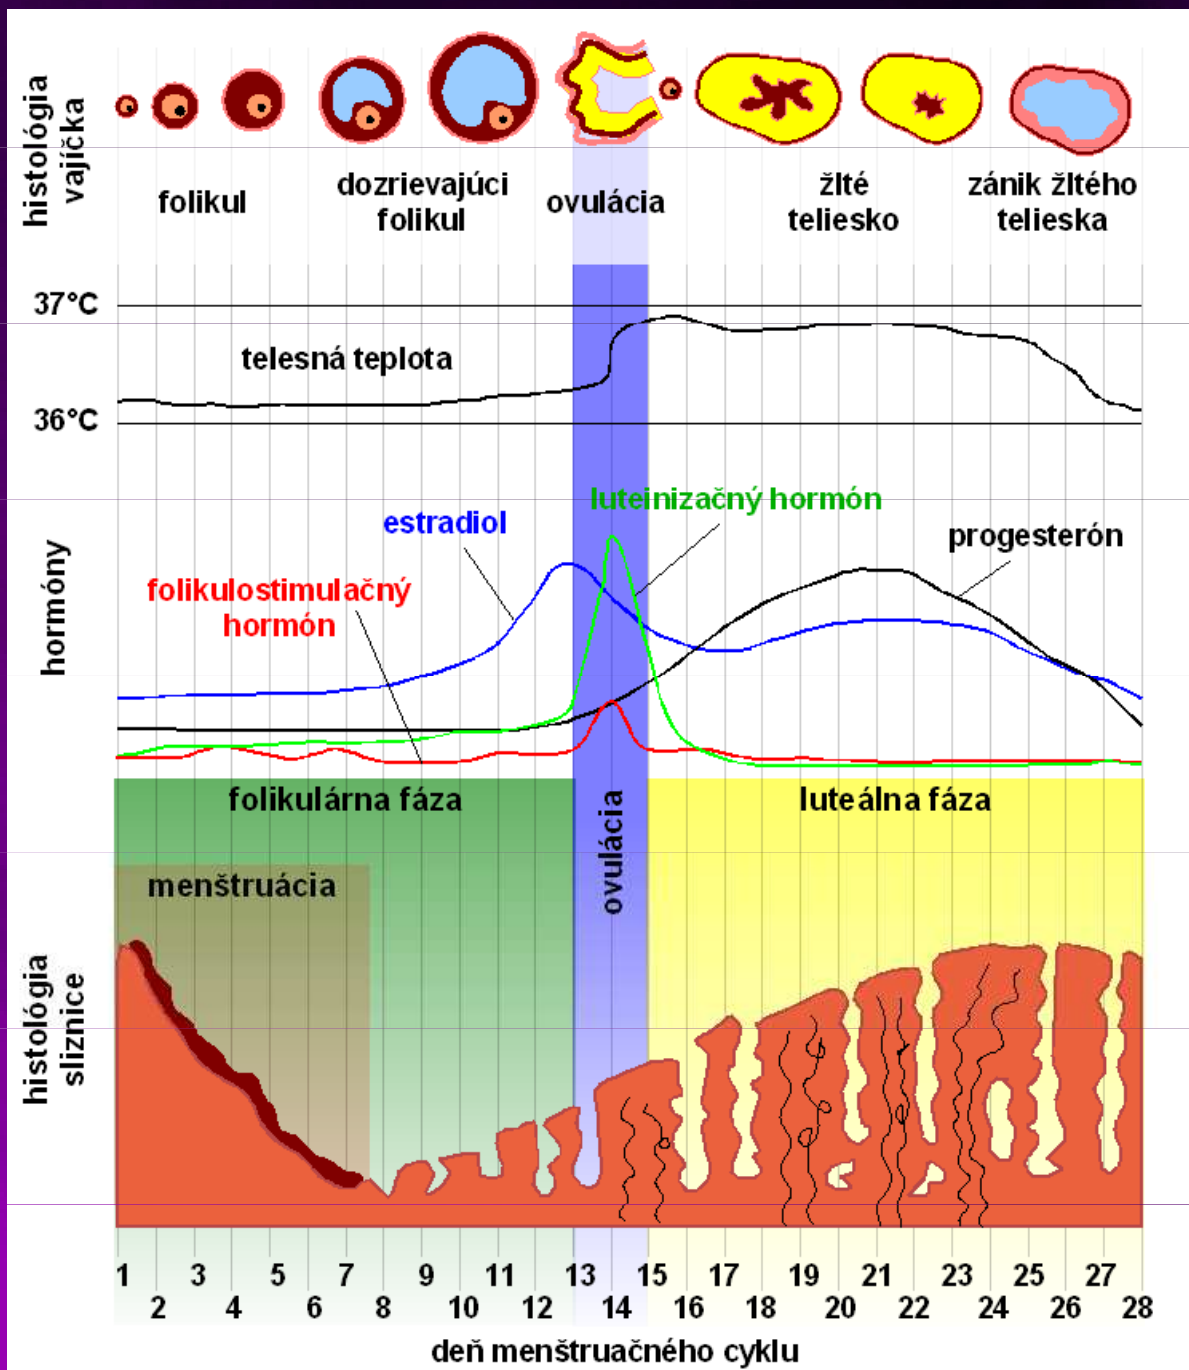 histológia
vajíčka
folikul
dozrievajúci
folikul
ovulácia
žlté
teliesko
zánik žltého
telieska
37°C
telesná teplota
36°C
hormóny
luteinizačný hormón
estradiol
progesterón
folikulostimulačný
hormón
folikulárna fáza
ovulácia
luteálna fáza
menštruácia
histológia
sliznice
1 3 5 7 9 11 13 15 17 19 21 23 25 27
2 4 6 8 10 12 14 16 18 20 22 24 26 28
deň menštruačného cyklu